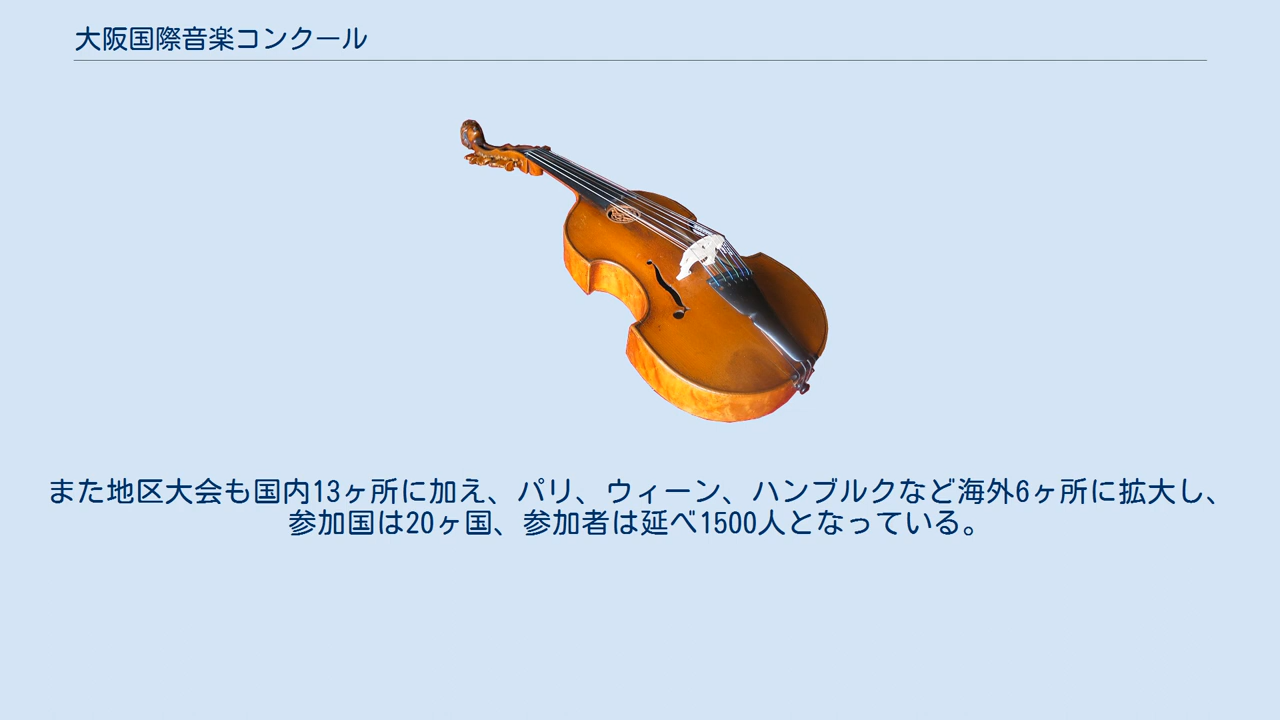 大阪国際音楽コンクール
また地区大会も国内13ヶ所に加え、パリ、ウィーン、ハンブルクなど海外6ヶ所に拡大し、
参加国は20ヶ国、参加者は延べ1500人となっている。